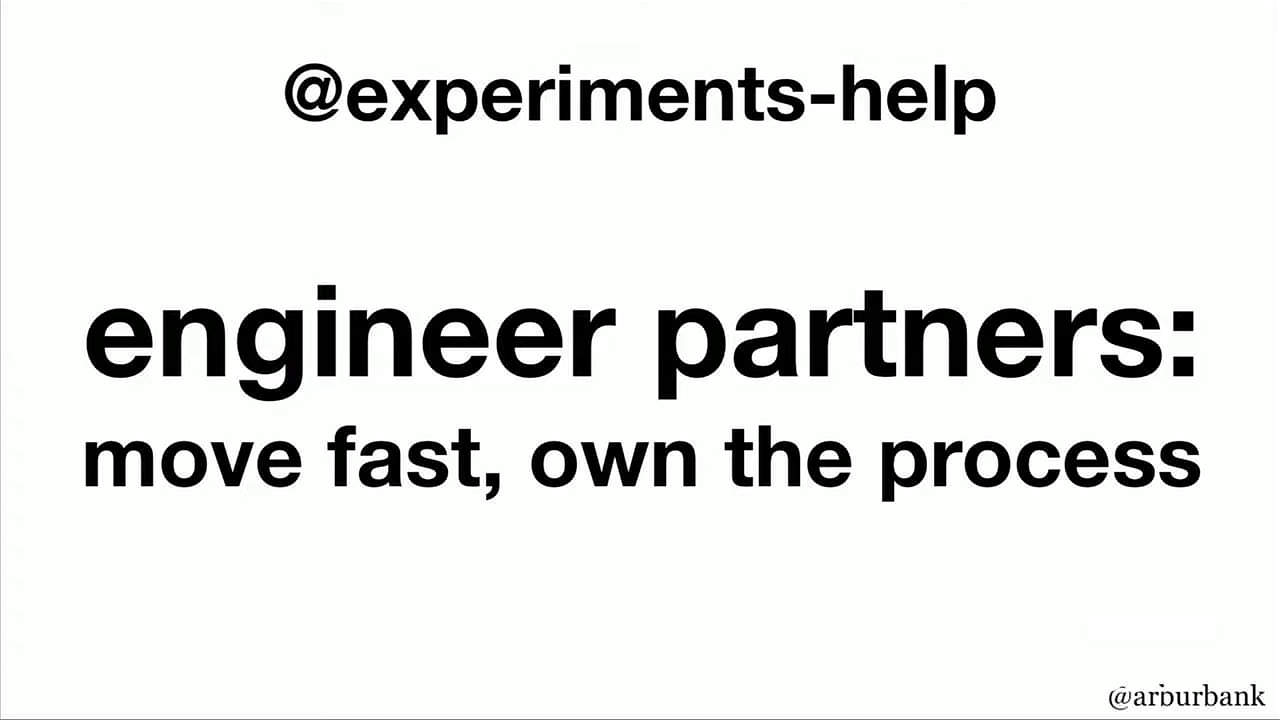 @experiments-help
engineer partners:
move fast, own the process
@arburbank